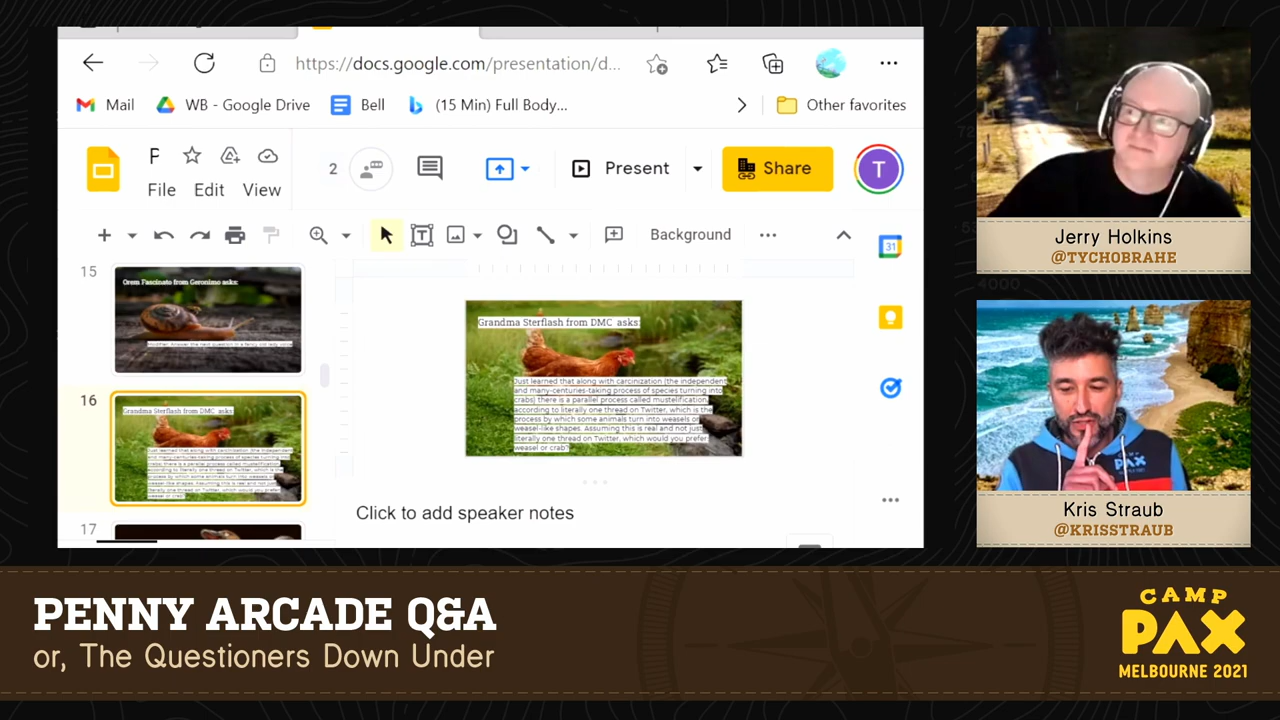 https://docs.google.com/presentation/d...
Mail
WB - Google Drive
Bell
(15 Min) Full Body...
Other favorites
F
2
Present
Share
T
File
Edit
View
Background
31
15
Orem Fascinato from Geronimo asks:
16
Grandma Sterflash from DMC asks:
17
Grandma Sterflash from DMC asks:
Just learned that along with carcinization (the independent
and many-centuries-taking process of species turning into
crabs) there is a parallel process called mustelification,
according to literally one thread on Twitter, which is the
process by which some animals turn into weasels or
weasel-like shapes. Assuming this is real and not just
literally one thread on Twitter, which would you prefer
weasel or crab?
Click to add speaker notes
Jerry Holkins
@TYCHOBRAHE
PAX
Kris Straub
@KRISSTRAUB
PENNY ARCADE Q&A
or, The Questioners Down Under
CAMP
PAX
MELBOURNE 2021